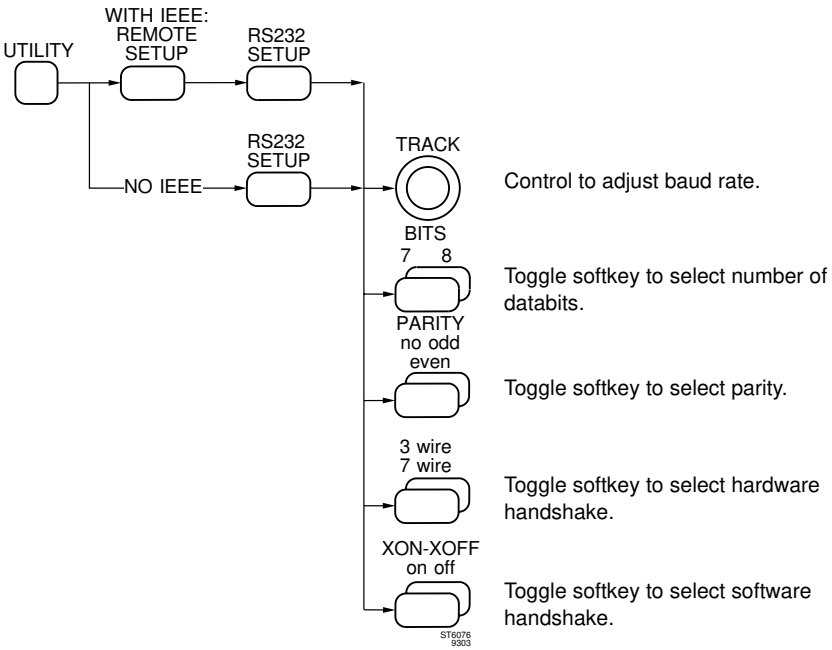 WITH IEEE:
REMOTE
SETUP
RS232
SETUP
UTILITY
RS232
SETUP
NO IEEE
TRACK
Control to adjust baud rate.
BITS
7 8
Toggle softkey to select number of
databits.
PARITY
no odd
even
Toggle softkey to select parity.
3 wire
7 wire
Toggle softkey to select hardware
handshake.
XON-XOFF
on off
Toggle softkey to select software
handshake.
ST6076
9303